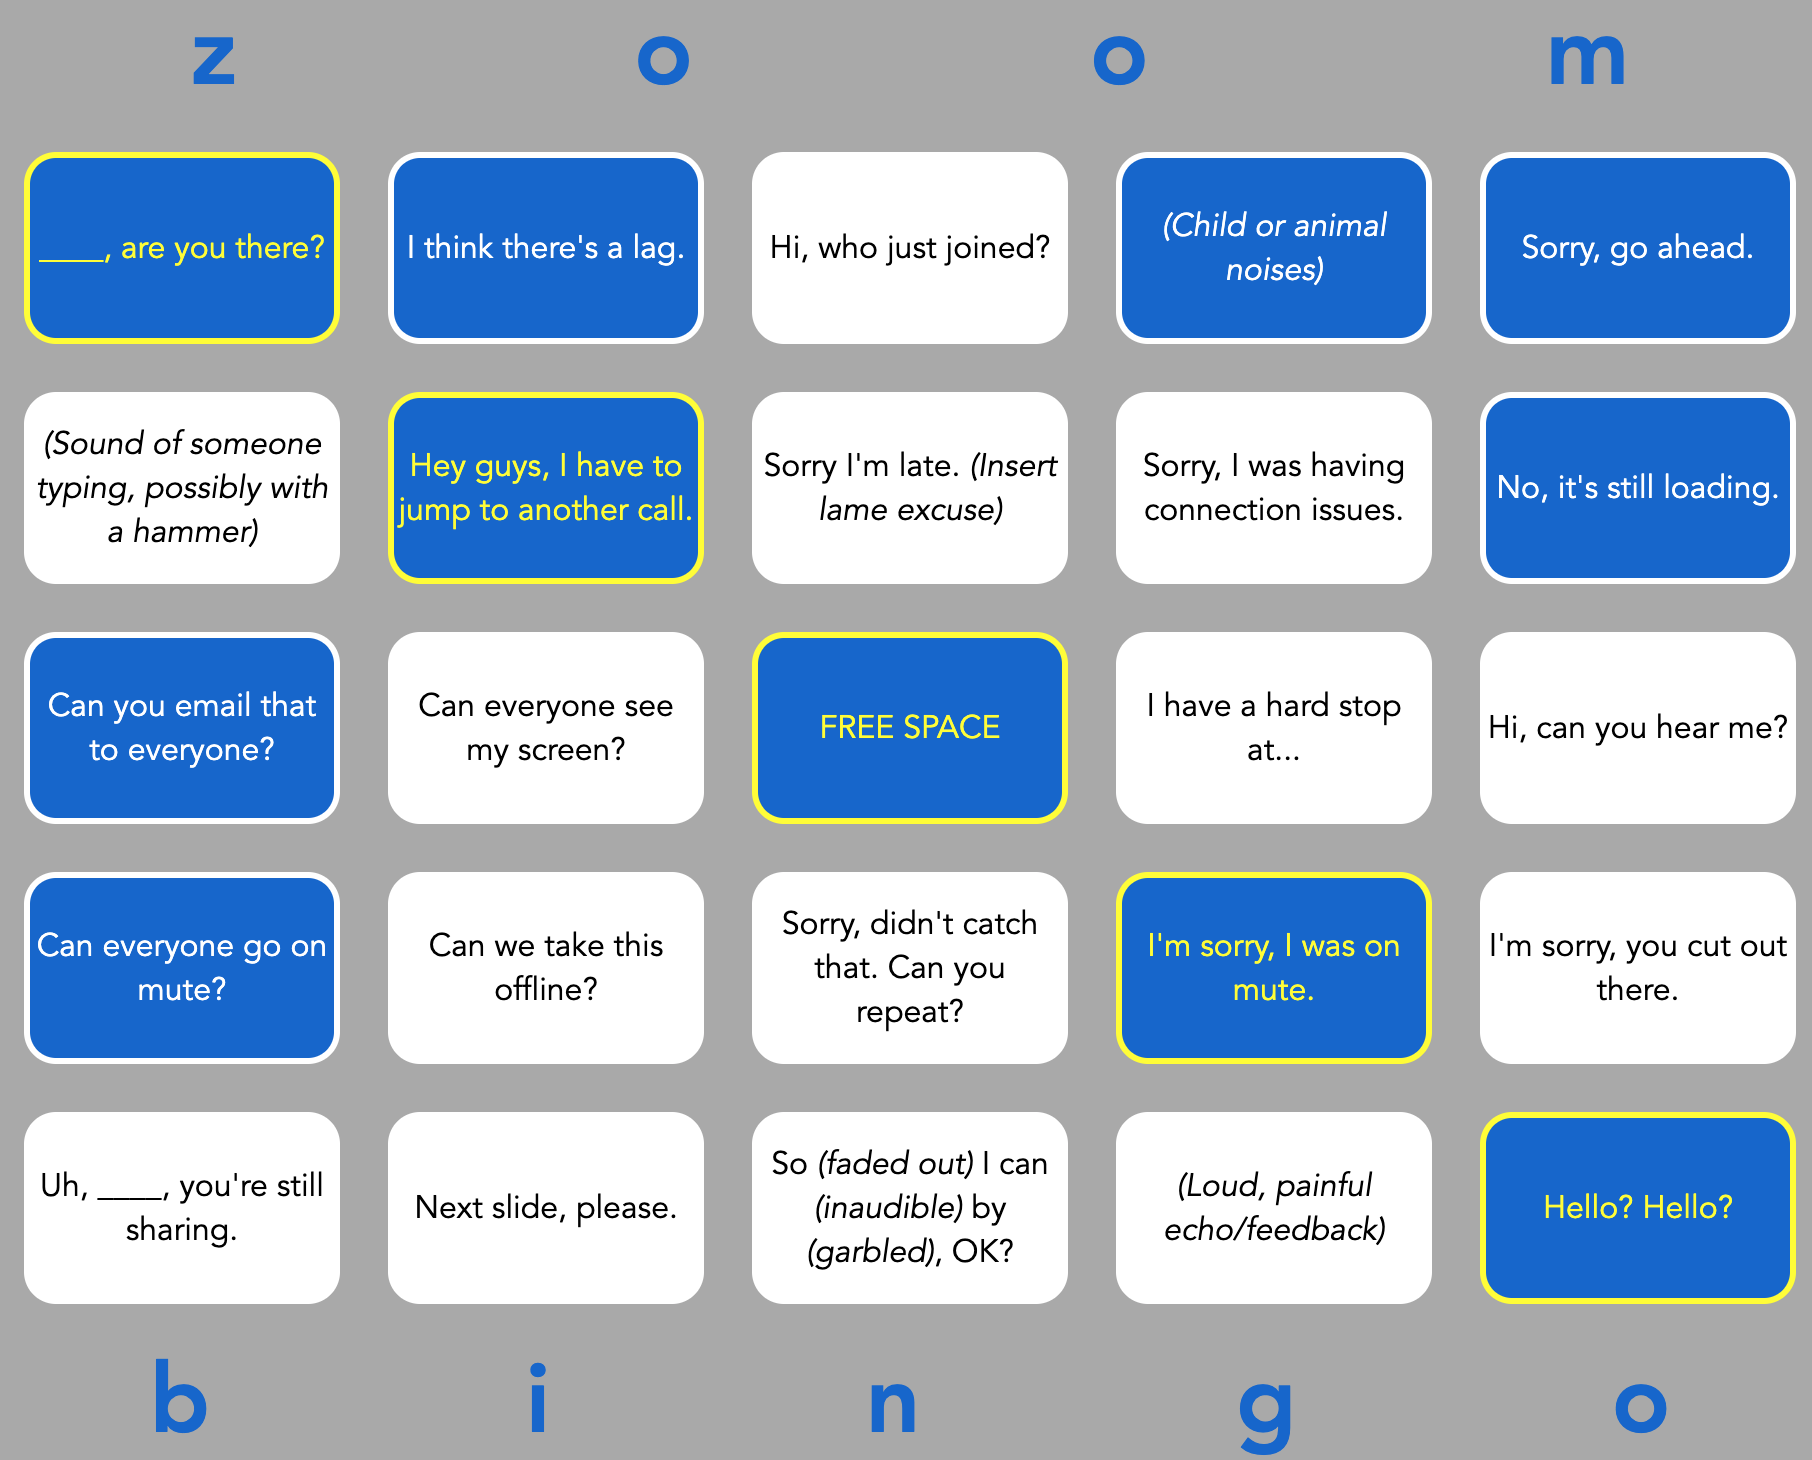 z o o m
____, are you there?
I think there's a lag.
Hi, who just joined?
(Child or animal
noises)
Sorry, go ahead.
(Sound of someone
typing, possibly with
a hammer)
Hey guys, I have to
jump to another call.
Sorry I'm late. (Insert
lame excuse)
Sorry, I was having
connection issues.
No, it's still loading.
Can you email that
to everyone?
Can everyone see
my screen?
FREE SPACE
I have a hard stop
at...
Hi, can you hear me?
Can everyone go on
mute?
Can we take this
offline?
Sorry, didn't catch
that. Can you
repeat?
I'm sorry, I was on
mute.
I'm sorry, you cut out
there.
Uh, ____, you're still
sharing.
Next slide, please.
So (faded out) I can
(inaudible) by
(garbled), OK?
(Loud, painful
echo/feedback)
Hello? Hello?
b i n g o